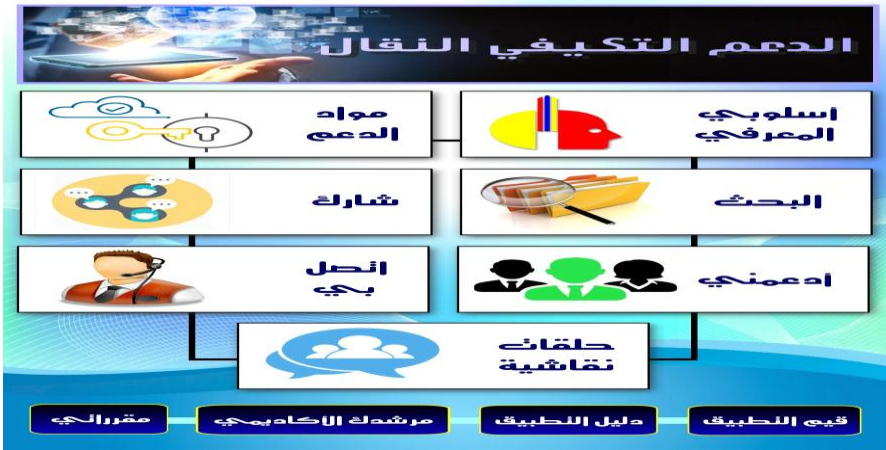 الدعم التكيفي النقال
أسلوبي
المعرفي
مواد
الدعم
البحث
شارك
أدعمني
اتصل
بي
حلقات
نقاشية
قيم التطبيق
دليل التطبيق
مرشدك الأكاديمي
مقرراتي